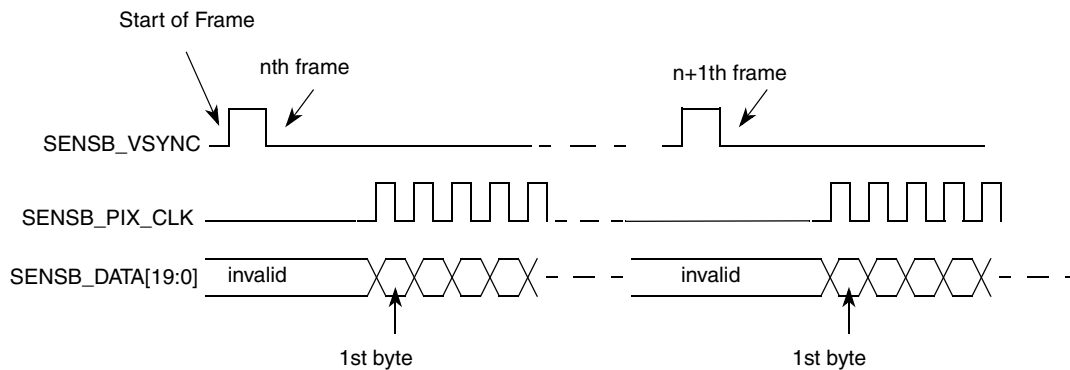 Start of Frame
nth frame
n+1th frame
SENSB_VSYNC
SENSB_PIX_CLK
SENSB_DATA[19:0]
invalid
invalid
1st byte
1st byte